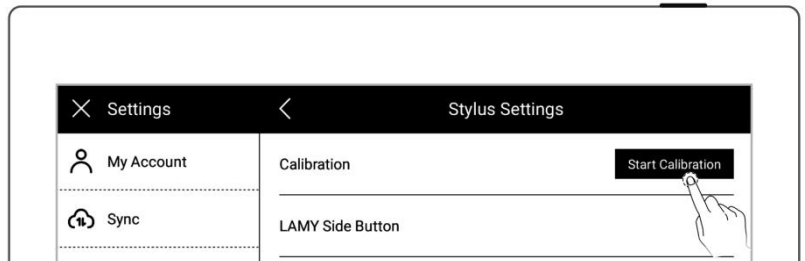 Settings
Stylus Settings
My Account
Calibration
Start Calibration
Sync
LAMY Side Button